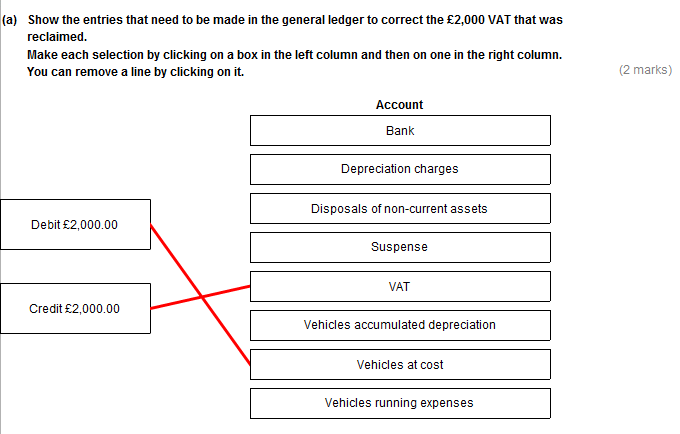 (a) Show the entries that need to be made in the general ledger to correct the £2,000 VAT that was
reclaimed.
Make each selection by clicking on a box in the left column and then on one in the right column.
You can remove a line by clicking on it.
(2 marks)
Account
Bank
Depreciation charges
Disposals of non-current assets
Debit £2,000.00
Suspense
VAT
Credit £2,000.00
Vehicles accumulated depreciation
Vehicles at cost
Vehicles running expenses